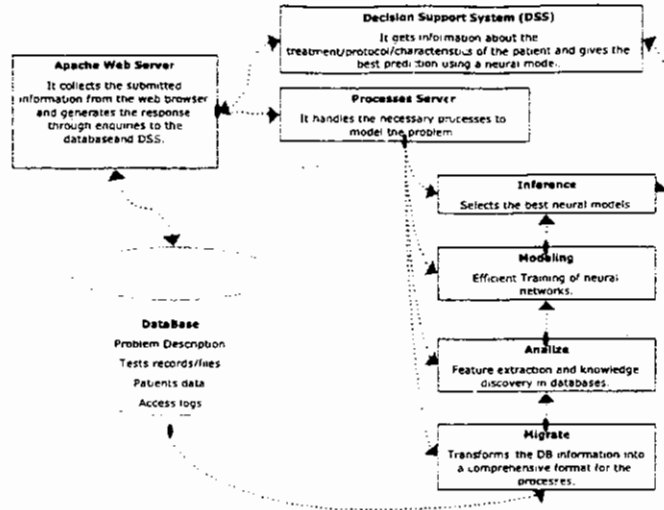 Decision Support System (DSS)
It gets information about the
treatment/protocol/characteristics of the patient and gives the
best prediction using a neural model.
Apache Web Server
It collects the submitted
information from the web browser
and generates the response
through enquiries to the
databaseand DSS.
Processes Server
It handles the necessary processes to
model the problem
Inference
Selects the best neural models
Modeling
Efficient Training of neural
networks.
DataBase
Problem Description
Tests records/files
Patients data
Access logs
Analize
Feature extraction and knowledge
discovery in databases.
Migrate
Transforms the DB information into
a comprehensive format for the
processes.